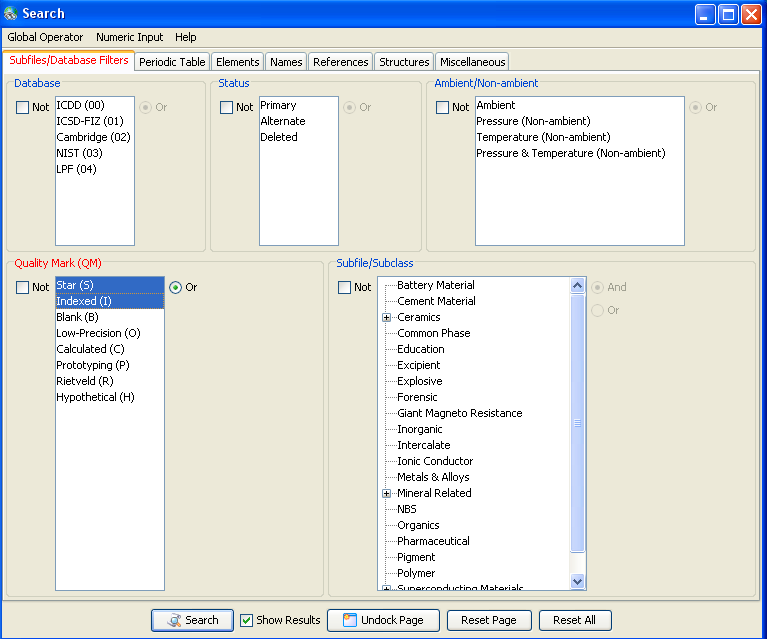 Search
Global Operator Numeric Input Help
Subfiles/Database Filters Periodic Table Elements Names References Structures Miscellaneous
Database
Not
ICDD (00)
ICSD-FIZ (01)
Cambridge (02)
NIST (03)
LPF (04)
Or
Status
Not
Primary
Alternate
Deleted
Or
Ambient/Non-ambient
Not
Ambient
Pressure (Non-ambient)
Temperature (Non-ambient)
Pressure & Temperature (Non-ambient)
Or
Quality Mark (QM)
Not
Star (S)
Indexed (I)
Blank (B)
Low-Precision (O)
Calculated (C)
Prototyping (P)
Rietveld (R)
Hypothetical (H)
Or
Subfile/Subclass
Not
Battery Material
Cement Material
Ceramics
Common Phase
Education
Excipient
Explosive
Forensic
Giant Magneto Resistance
Inorganic
Intercalate
Ionic Conductor
Metals & Alloys
Mineral Related
NBS
Organics
Pharmaceutical
Pigment
Polymer
Superconducting Materials
And
Or
Search Show Results Undock Page Reset Page Reset All